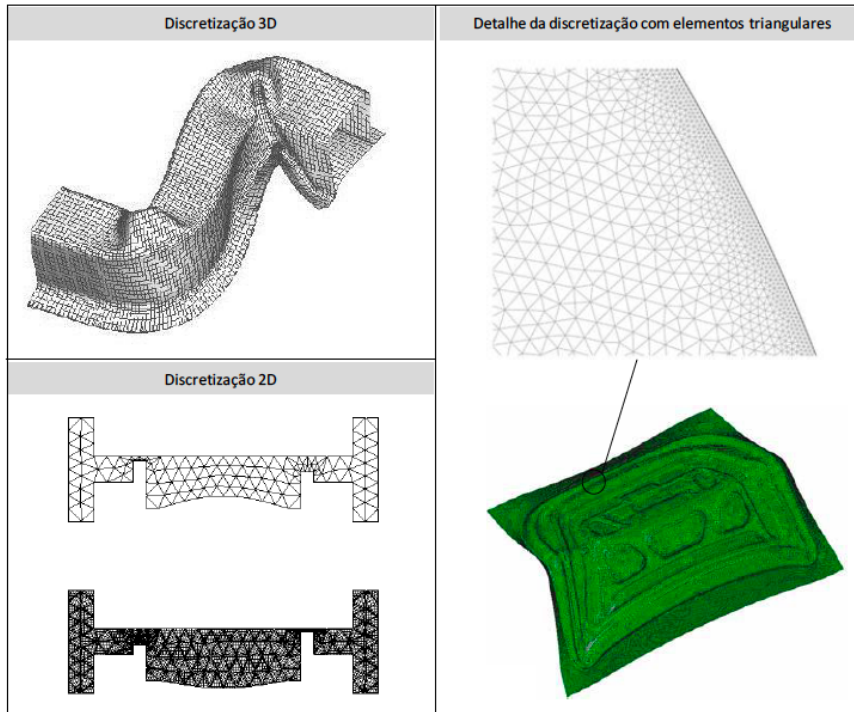 Discretização 3D
Detalhe da discretização com elementos triangulares
Discretização 2D